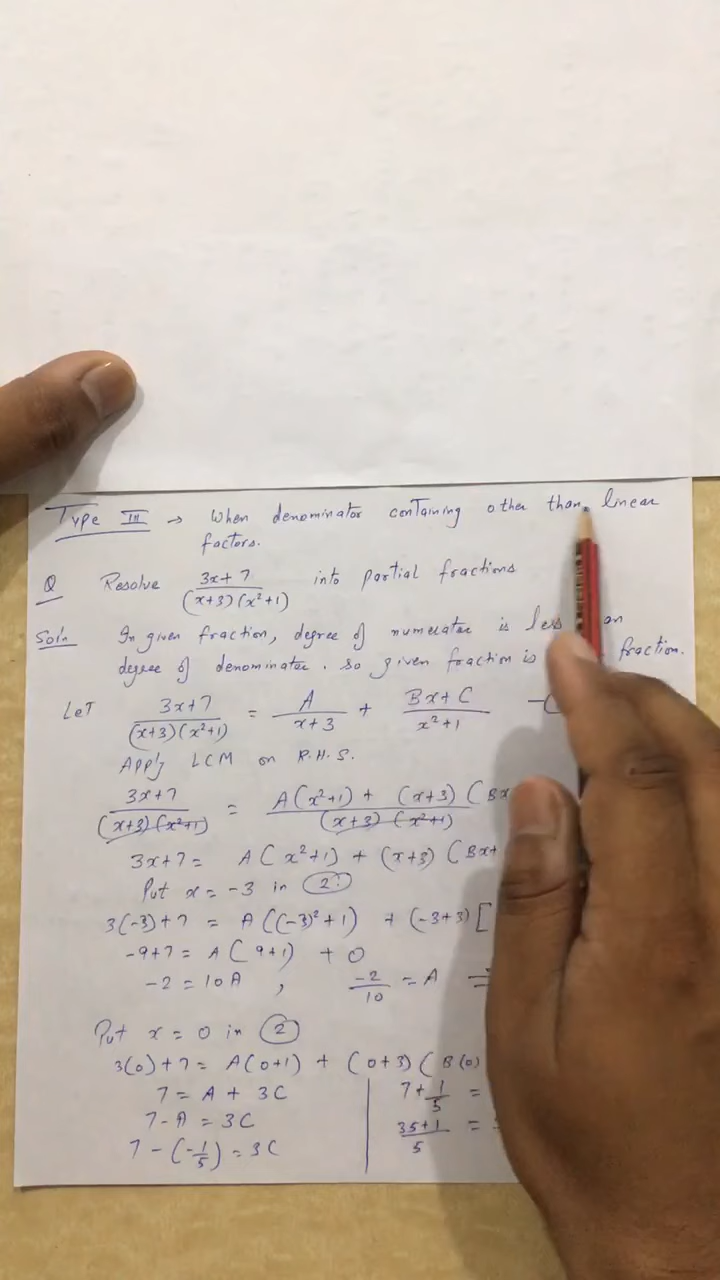 Type III → When denominator containing other than linear
factors.
Q Resolve 3x+7/(x+3)(x²+1) into partial fractions
Sol'n In given fraction, degree of numerator is
degree of denominator. So given fraction is fraction.
Let 3x+7/(x+3)(x²+1) = A/x+3 + Bx+C/x²+1
Apply LCM on R.H.S.
3x+7/(x+3)(x²+1) = A(x²+1) + (x+3)(Bx/(x+3)(x²+1)
3x+7 = A(x²+1) + (x+3)(Bx+
Put x = -3 in (2):
3(-3)+7 = A((-3)²+1) + (-3+3)[
-9+7 = A(9+1) + 0
-2 = 10A , -2/10 = A
Put x = 0 in (2)
3(0)+7 = A(0+1) + (0+3)(B(0)
7 = A + 3C
7-A = 3C
7-(-1/5) = 3C
7+1/5 =
35+1/5 =